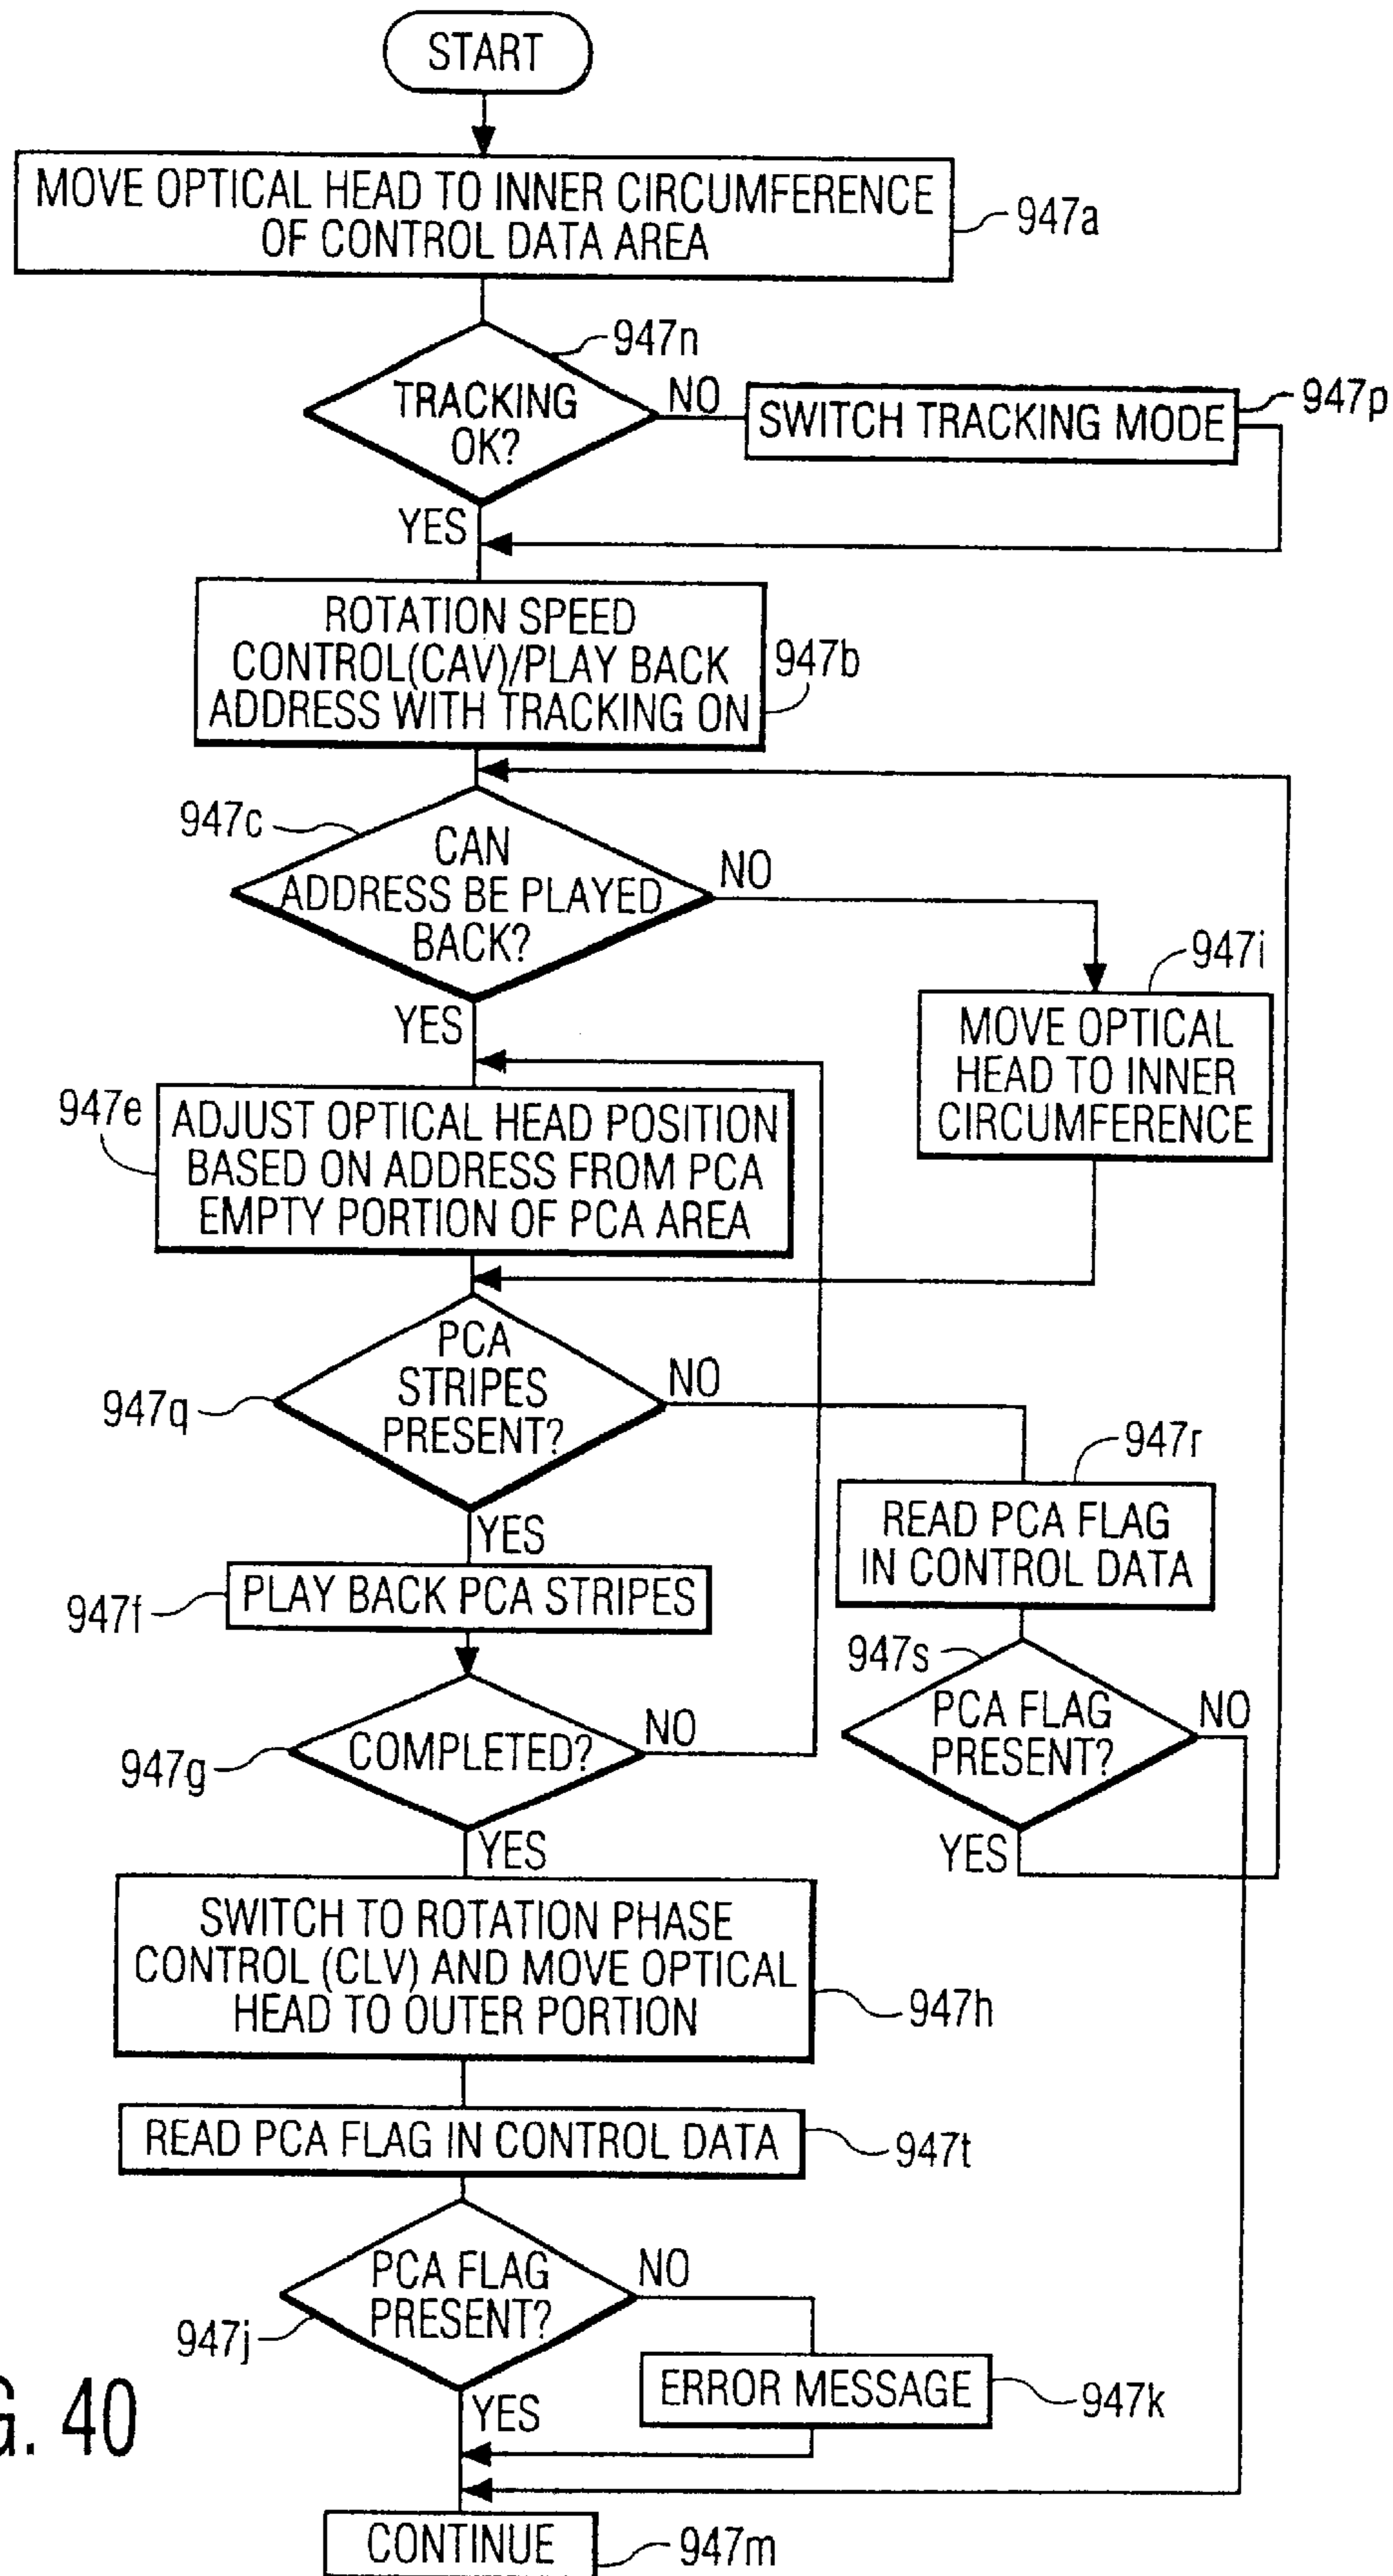 START
MOVE OPTICAL HEAD TO INNER CIRCUMFERENCE
OF CONTROL DATA AREA
947a
947n
TRACKING
OK?
NO
SWITCH TRACKING MODE
947p
YES
ROTATION SPEED
CONTROL(CAV)/PLAY BACK
ADDRESS WITH TRACKING ON
947b
947c
CAN
ADDRESS BE PLAYED
BACK?
NO
YES
947i
MOVE OPTICAL
HEAD TO INNER
CIRCUMFERENCE
947e
ADJUST OPTICAL HEAD POSITION
BASED ON ADDRESS FROM PCA
EMPTY PORTION OF PCA AREA
PCA
STRIPES
PRESENT?
NO
947q
YES
947r
READ PCA FLAG
IN CONTROL DATA
PLAY BACK PCA STRIPES
947f
947s
PCA FLAG
PRESENT?
NO
YES
COMPLETED?
NO
947g
YES
SWITCH TO ROTATION PHASE
CONTROL (CLV) AND MOVE OPTICAL
HEAD TO OUTER PORTION
947h
READ PCA FLAG IN CONTROL DATA
947t
PCA FLAG
PRESENT?
NO
947j
YES
ERROR MESSAGE
947k
G. 40
CONTINUE
947m